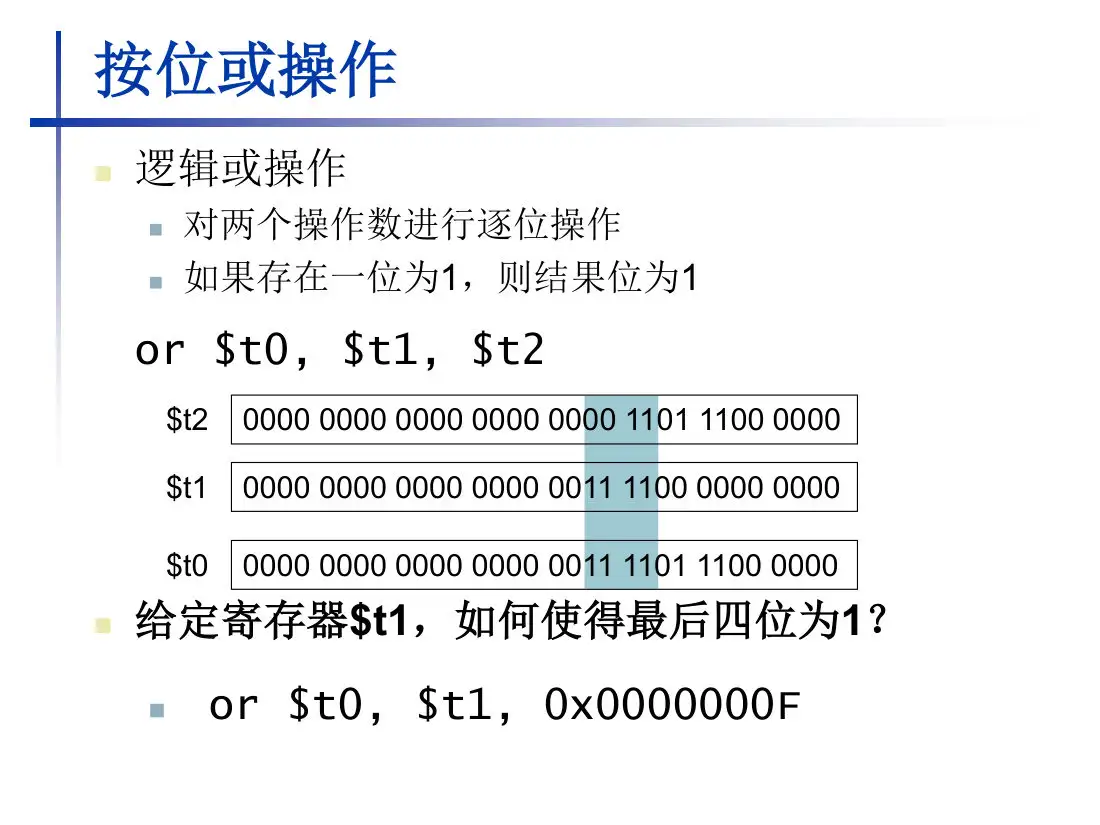 按位或操作
逻辑或操作
对两个操作数进行逐位操作
如果存在一位为1，则结果位为1
or $t0, $t1, $t2
$t2 0000 0000 0000 0000 0000 1101 1100 0000
$t1 0000 0000 0000 0000 0011 1100 0000 0000
$t0 0000 0000 0000 0000 0011 1101 1100 0000
给定寄存器$t1，如何使得最后四位为1？
or $t0, $t1, 0x0000000F